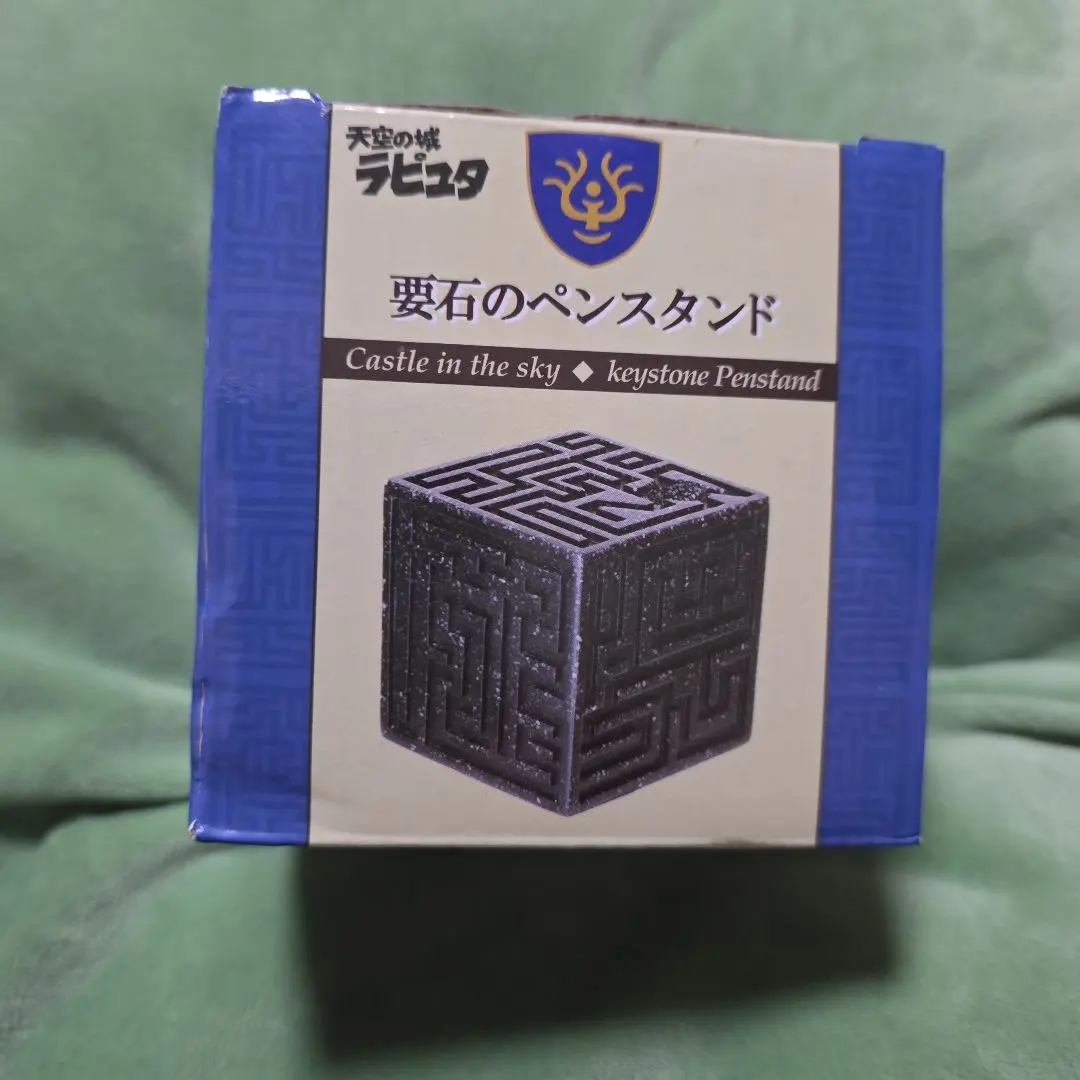 天空の城
ラピュタ
要石のペンスタンド
Castle in the sky ◆ keystone Penstand